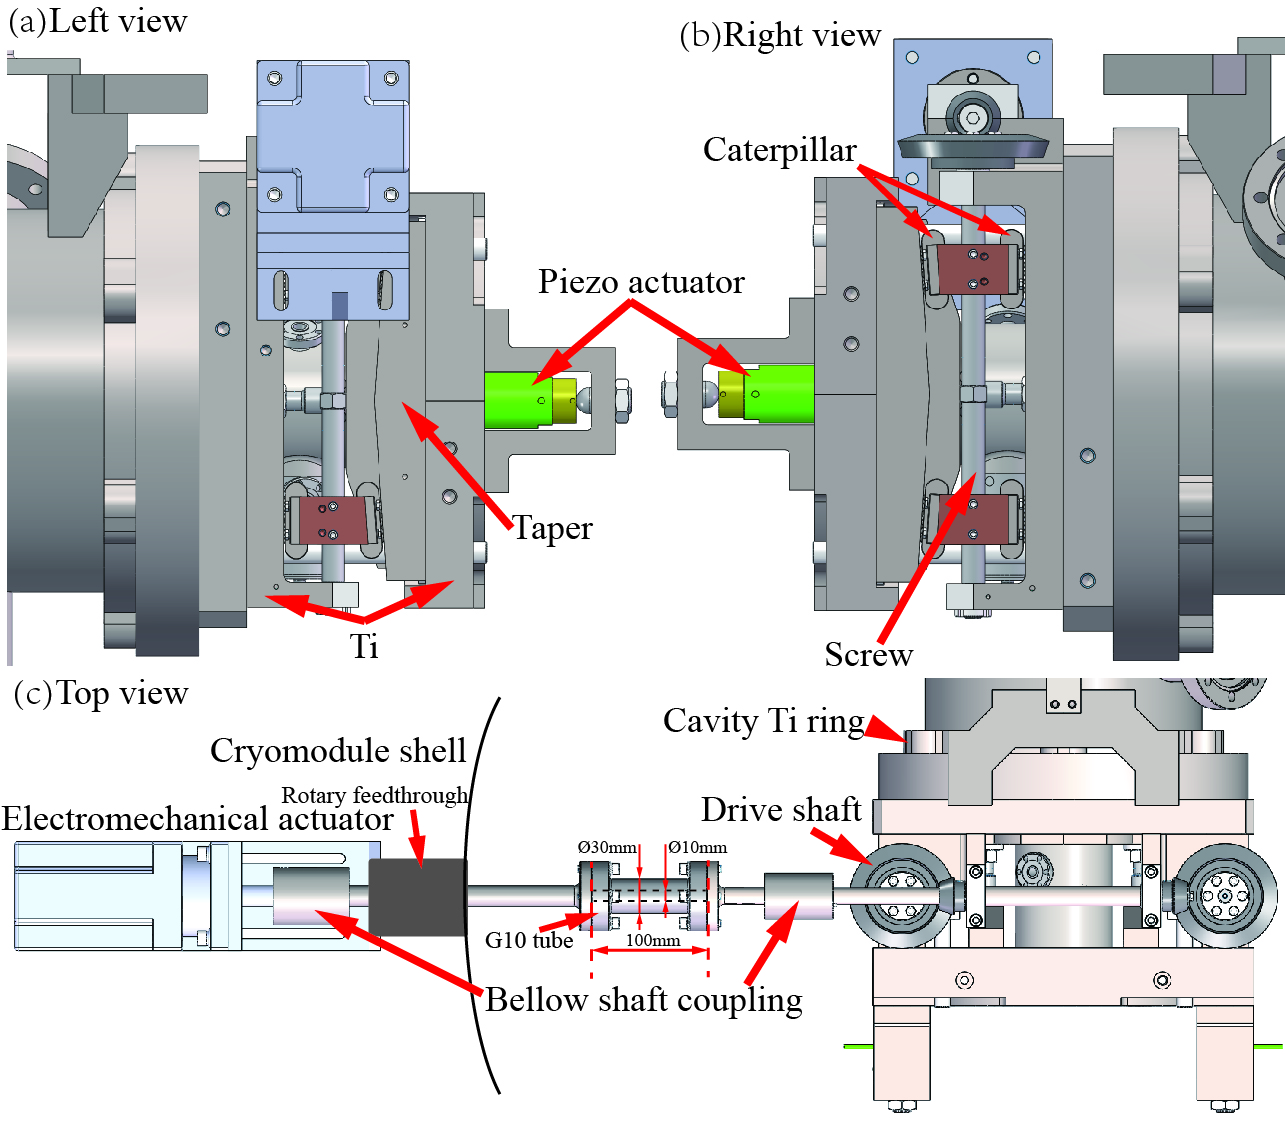 (a)Left view
(b)Right view
Caterpillar
Piezo actuator
Taper
Ti
Screw
(c)Top view
Cavity Ti ring
Cryomodule shell
Rotary feedthrough
Electromechanical actuator
Drive shaft
Ø30mm
Ø10mm
G10 tube
100mm
Bellow shaft coupling